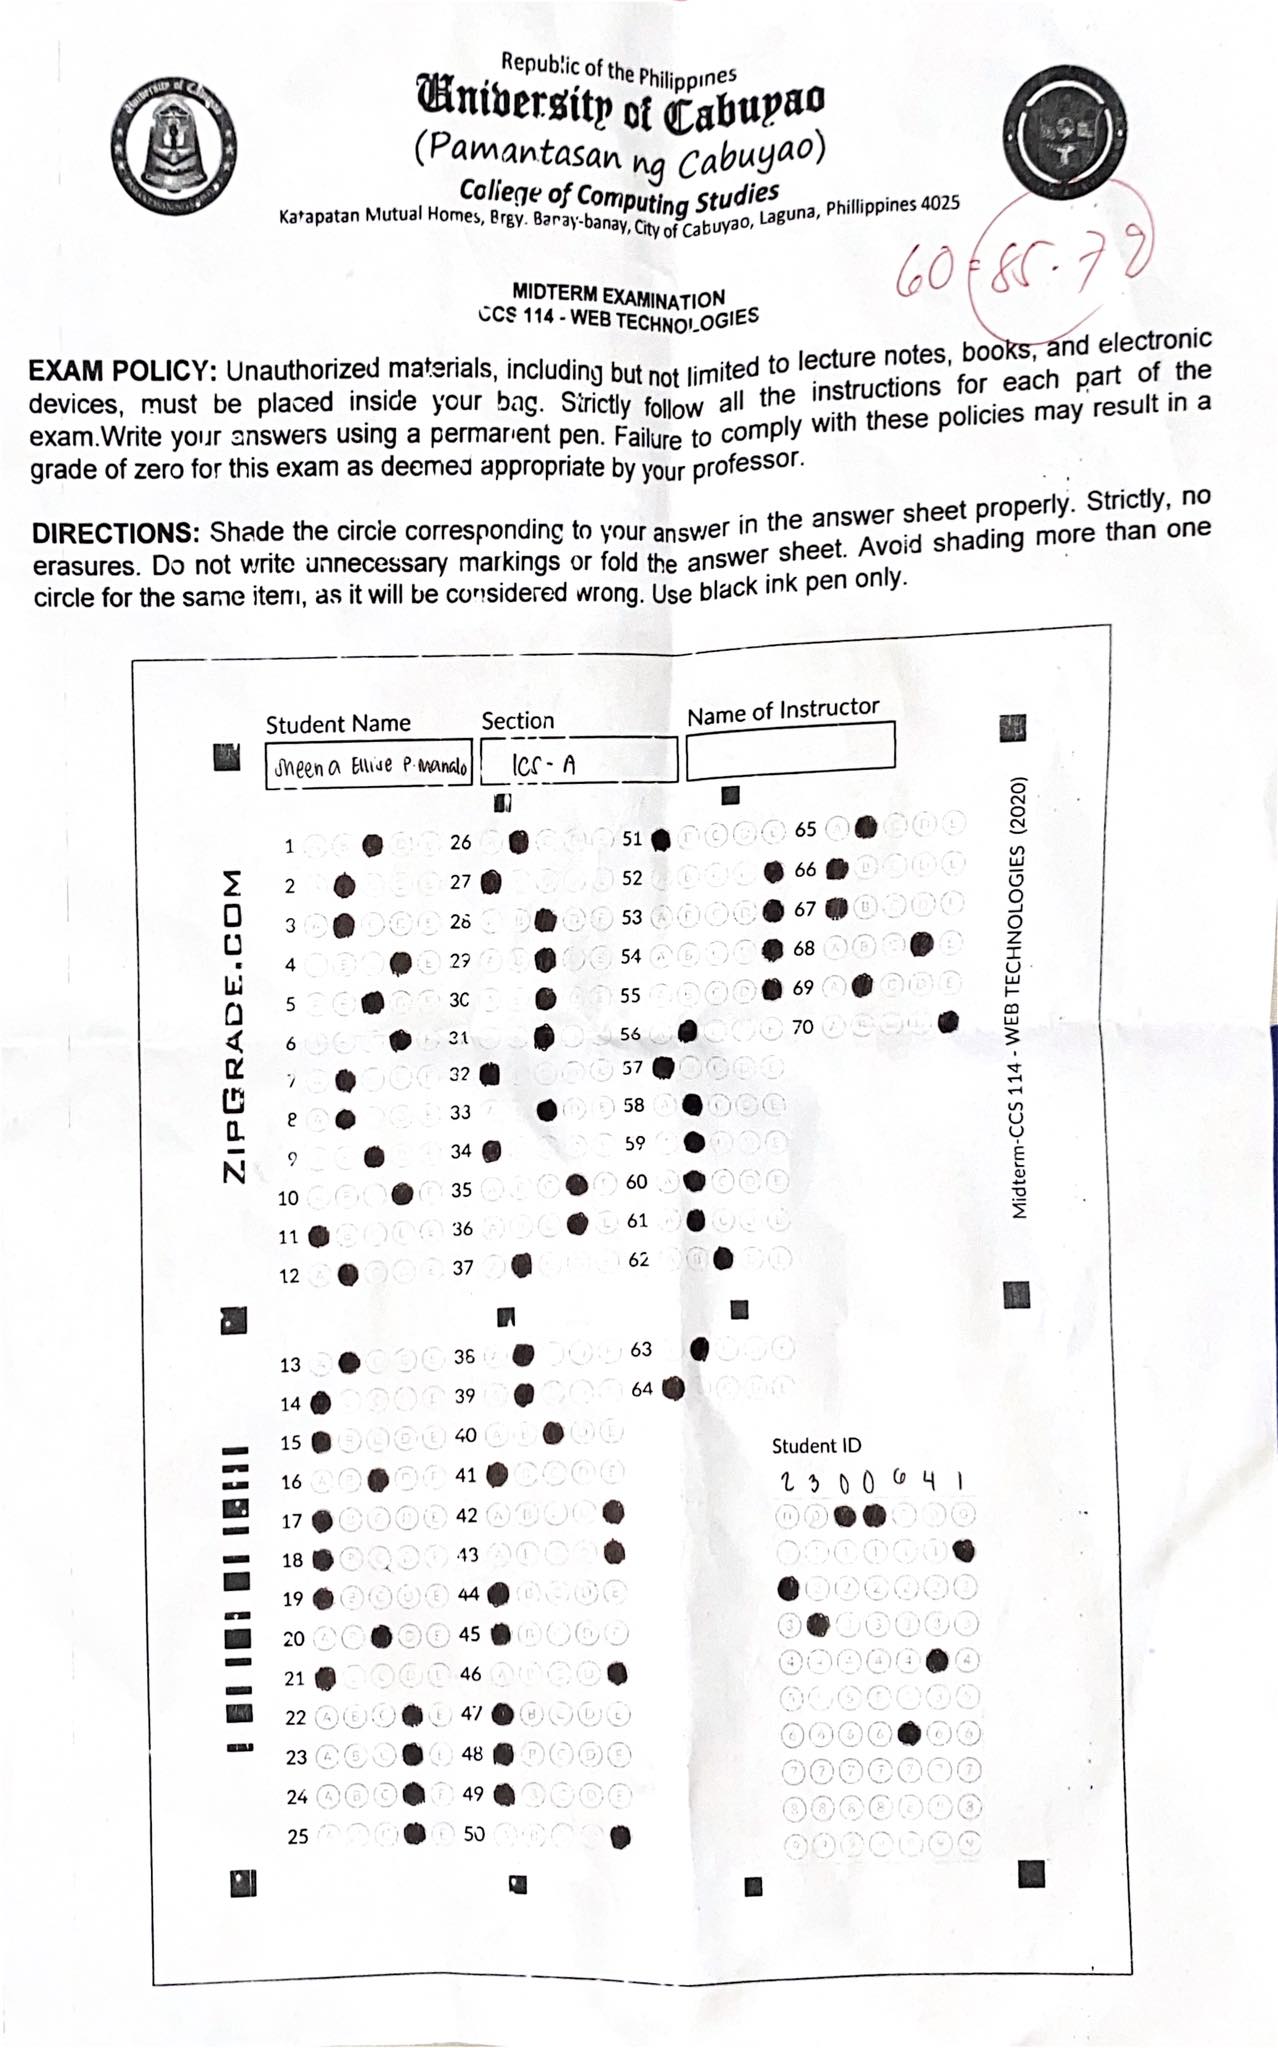 Republic of the Philippines
University of Cabuyao
(Pamantasan ng Cabuyao)
College of Computing Studies
Katapatan Mutual Homes, Brgy. Banay-banay, City of Cabuyao, Laguna, Philippines 4025
60 = 85.79
MIDTERM EXAMINATION
CCS 114 - WEB TECHNOLOGIES
EXAM POLICY: Unauthorized materials, including but not limited to lecture notes, books, and electronic
devices, must be placed inside your bag. Strictly follow all the instructions for each part of the
exam. Write your answers using a permanent pen. Failure to comply with these policies may result in a
grade of zero for this exam as deemed appropriate by your professor.
DIRECTIONS: Shade the circle corresponding to your answer in the answer sheet properly. Strictly, no
erasures. Do not write unnecessary markings or fold the answer sheet. Avoid shading more than one
circle for the same item, as it will be considered wrong. Use black ink pen only.
Student Name Section Name of Instructor
Sheena Ellise P. Manalo 1CS-A
1 26 51 65
2 27 52 66
3 28 53 67
4 29 54 68
5 30 55 69
6 31 56 70
7 32 57
8 33 58
9 34 59
10 35 60
11 36 61
12 37 62
13 38 63
14 39 64
15 40
16 41
17 42
18 43
19 44
20 45
21 46
22 47
23 48
24 49
25 50
Student ID
2300641
ZIPGRADE.COM
Midterm-CCS 114 - WEB TECHNOLOGIES (2020)